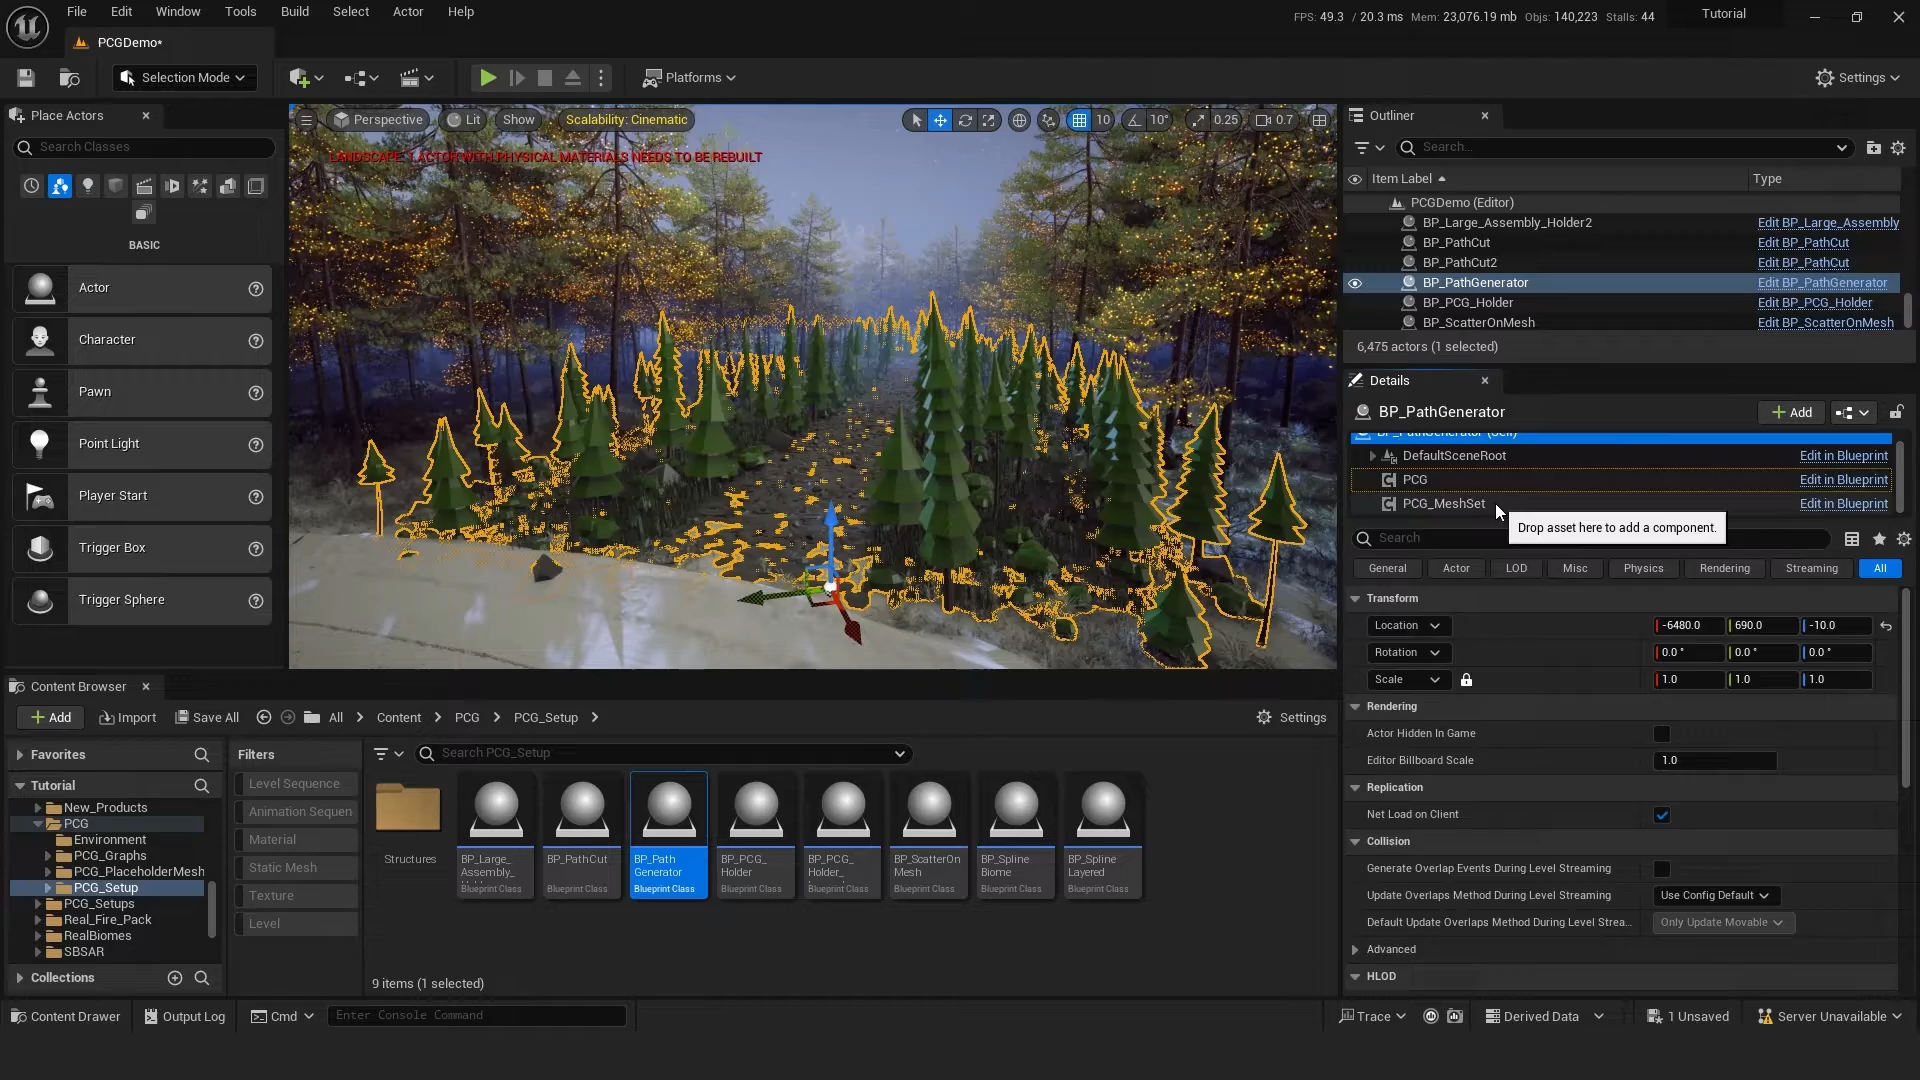 File Edit Window Tools Build Select Actor Help
FPS: 49.3 / 20.3 ms Mem: 23,076.19 mb Objs: 140,223 Stalls: 44
Tutorial
PCGDemo*
Selection Mode
Platforms
Settings
Place Actors
Search Classes
BASIC
Actor
Character
Pawn
Point Light
Player Start
Trigger Box
Trigger Sphere
Perspective Lit Show Scalability: Cinematic
10 10° 0.25 0.7
LANDSCAPE: 1 ACTOR WITH PHYSICAL MATERIALS NEEDS TO BE REBUILT
Outliner
Search...
Item Label Type
PCGDemo (Editor)
BP_Large_Assembly_Holder2 Edit BP_Large_Assembly
BP_PathCut Edit BP_PathCut
BP_PathCut2 Edit BP_PathCut
BP_PathGenerator Edit BP_PathGenerator
BP_PCG_Holder Edit BP_PCG_Holder
BP_ScatterOnMesh Edit BP_ScatterOnMesh
6,475 actors (1 selected)
Details
BP_PathGenerator
Add
BP_PathGenerator (Self)
DefaultSceneRoot Edit in Blueprint
PCG Edit in Blueprint
PCG_MeshSet Edit in Blueprint
Drop asset here to add a component.
Search
General Actor LOD Misc Physics Rendering Streaming All
Transform
Location -6480.0 690.0 -10.0
Rotation 0.0 ° 0.0 ° 0.0 °
Scale 1.0 1.0 1.0
Rendering
Actor Hidden In Game
Editor Billboard Scale 1.0
Replication
Net Load on Client
Collision
Generate Overlap Events During Level Streaming
Update Overlaps Method During Level Streaming Use Config Default
Default Update Overlaps Method During Level Strea... Only Update Movable
Advanced
HLOD
Content Browser
Add Import Save All All Content PCG PCG_Setup Settings
Favorites
Tutorial
New_Products
PCG
Environment
PCG_Graphs
PCG_PlaceholderMesh
PCG_Setup
PCG_Setups
Real_Fire_Pack
RealBiomes
SBSAR
Collections
Filters
Level Sequence
Animation Sequen
Material
Static Mesh
Texture
Level
Search PCG_Setup
Structures
BP_Large_
Assembly_
Blueprint Class
BP_PathCut
Blueprint Class
BP_Path
Generator
Blueprint Class
BP_PCG_
Holder
Blueprint Class
BP_PCG_
Holder_
Blueprint Class
BP_ScatterOn
Mesh
Blueprint Class
BP_Spline
Biome
Blueprint Class
BP_Spline
Layered
Blueprint Class
9 items (1 selected)
Content Drawer Output Log Cmd Enter Console Command
Trace Derived Data 1 Unsaved Server Unavailable